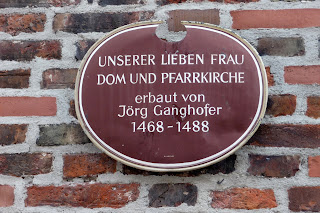 UNSERER LIEBEN FRAU
DOM UND PFARRKIRCHE
erbaut von
Jörg Ganghofer
1468 - 1488